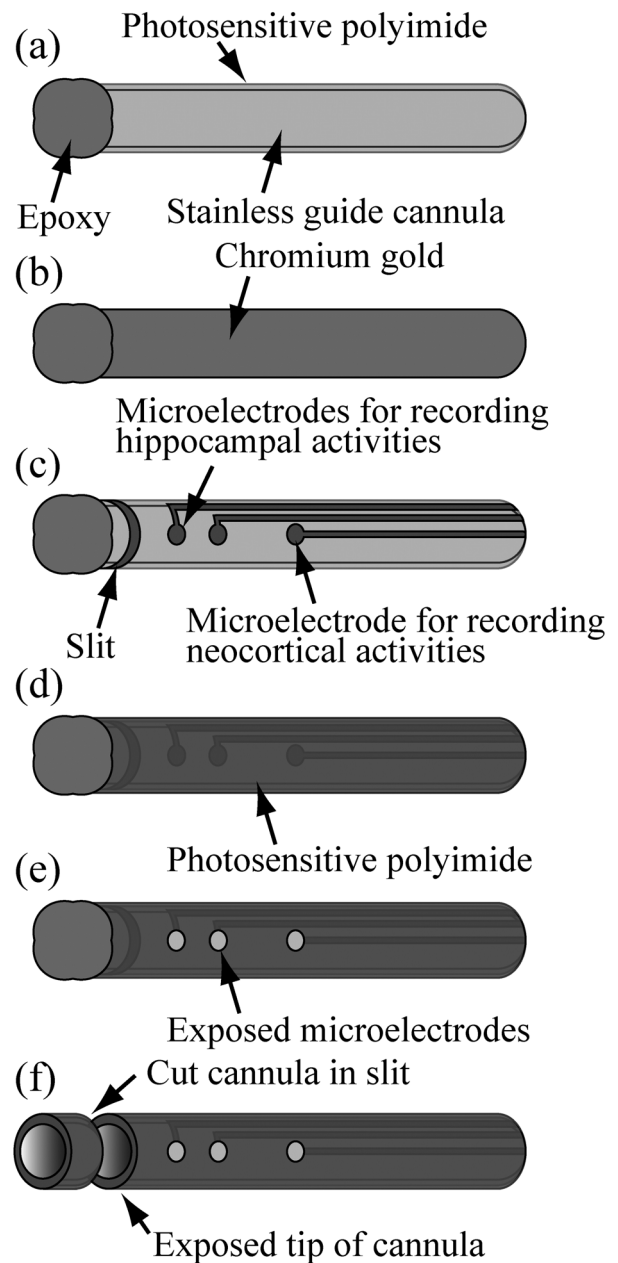 (a)
Photosensitive polyimide
Epoxy
Stainless guide cannula
(b)
Chromium gold
(c)
Microelectrodes for recording
hippocampal activities
Slit
Microelectrode for recording
neocortical activities
(d)
Photosensitive polyimide
(e)
Exposed microelectrodes
(f)
Cut cannula in slit
Exposed tip of cannula